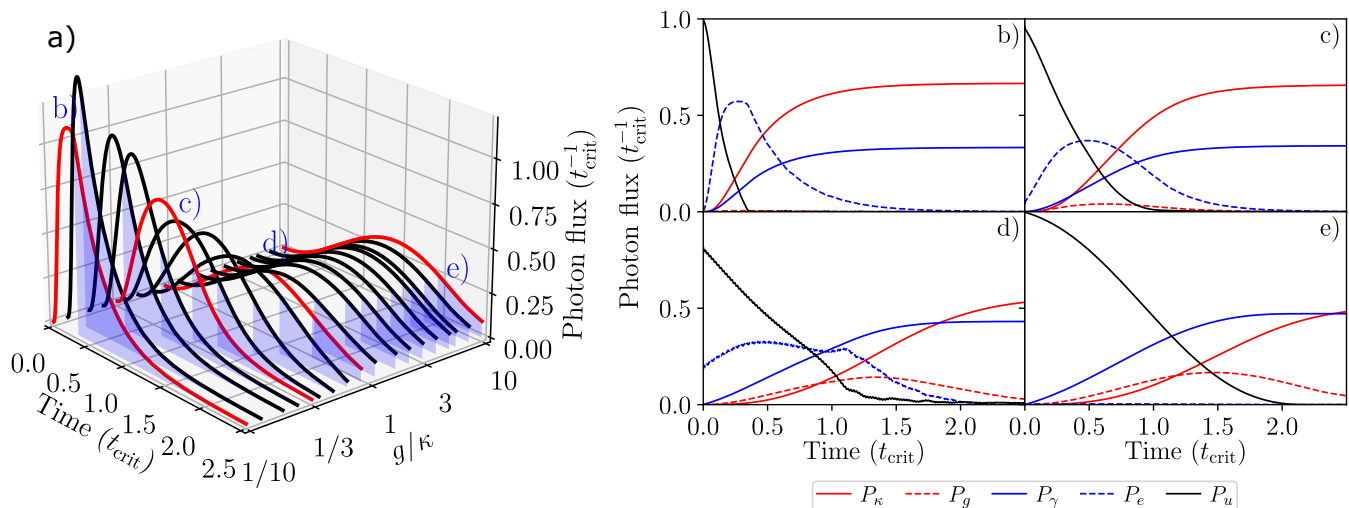 a)
b)
c)
d)
e)
Photon flux (t_crit^-1)
1.00
0.75
0.50
0.25
0.00
0.0
0.5
1.0
1.5
2.0
2.5
Time (t_crit)
1/10
1/3
1
3
10
g/κ
Photon flux (t_crit^-1)
1.0
0.5
0.0
0.5
0.0
b)
c)
d)
e)
0.0 0.5 1.0 1.5 2.0
0.0 0.5 1.0 1.5 2.0
Time (t_crit)
Time (t_crit)
P_κ P_g P_γ P_e P_u